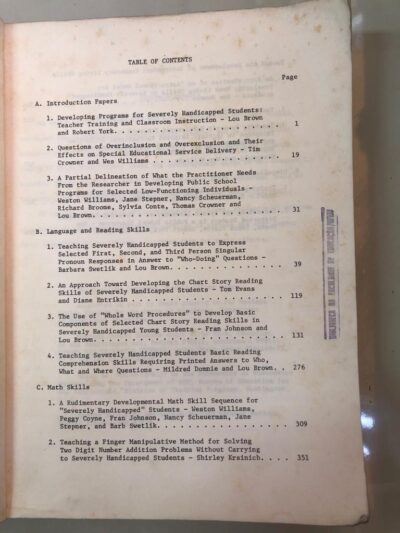 TABLE OF CONTENTS
Page
A. Introduction Papers
1. Developing Programs for Severely Handicapped Students:
Teacher Training and Classroom Instruction - Lou Brown
and Robert York. . . . . . . . . . . . . . . . . . . . . 1
2. Questions of Overinclusion and Overexclusion and Their
Effects on Special Educational Service Delivery - Tim
Crowner and Wes Williams . . . . . . . . . . . . . . . . 19
3. A Partial Delineation of What the Practitioner Needs
From the Researcher in Developing Public School
Programs for Selected Low-Functioning Individuals -
Weston Williams, Jane Stepner, Nancy Scheuerman,
Richard Broome, Sylvia Conta, Thomas Crowner and
Lou Brown. . . . . . . . . . . . . . . . . . . . . . . . 31
B. Language and Reading Skills
1. Teaching Severely Handicapped Students to Express
Selected First, Second, and Third Person Singular
Pronoun Responses in Answer to "Who-Doing" Questions -
Barbara Swetlik and Lou Brown. . . . . . . . . . . . . . 39
2. An Approach Toward Developing the Chart Story Reading
Skills of Severely Handicapped Students - Tom Evans
and Diane Hntrikin . . . . . . . . . . . . . . . . . . . 119
3. The Use of "Whole Word Procedures" to Develop Basic
Components of Selected Chart Story Reading Skills in
Severely Handicapped Young Students - Fran Johnson and
Lou Brown. . . . . . . . . . . . . . . . . . . . . . . . 131
4. Teaching Severely Handicapped Students Basic Reading
Comprehension Skills Requiring Printed Answers to Who,
What and Where Questions - Mildred Domnie and Lou Brown. . 276
C. Math Skills
1. A Rudimentary Developmental Math Skill Sequence for
"Severely Handicapped" Students - Weston Williams,
Peggy Coyne, Fran Johnson, Nancy Scheuerman, Jane
Stepner, and Barb Swetlik. . . . . . . . . . . . . . . . 309
2. Teaching a Finger Manipulative Method for Solving
Two Digit Number Addition Problems Without Carrying
to Severely Handicapped Students - Shirley Krainich. . . . 351